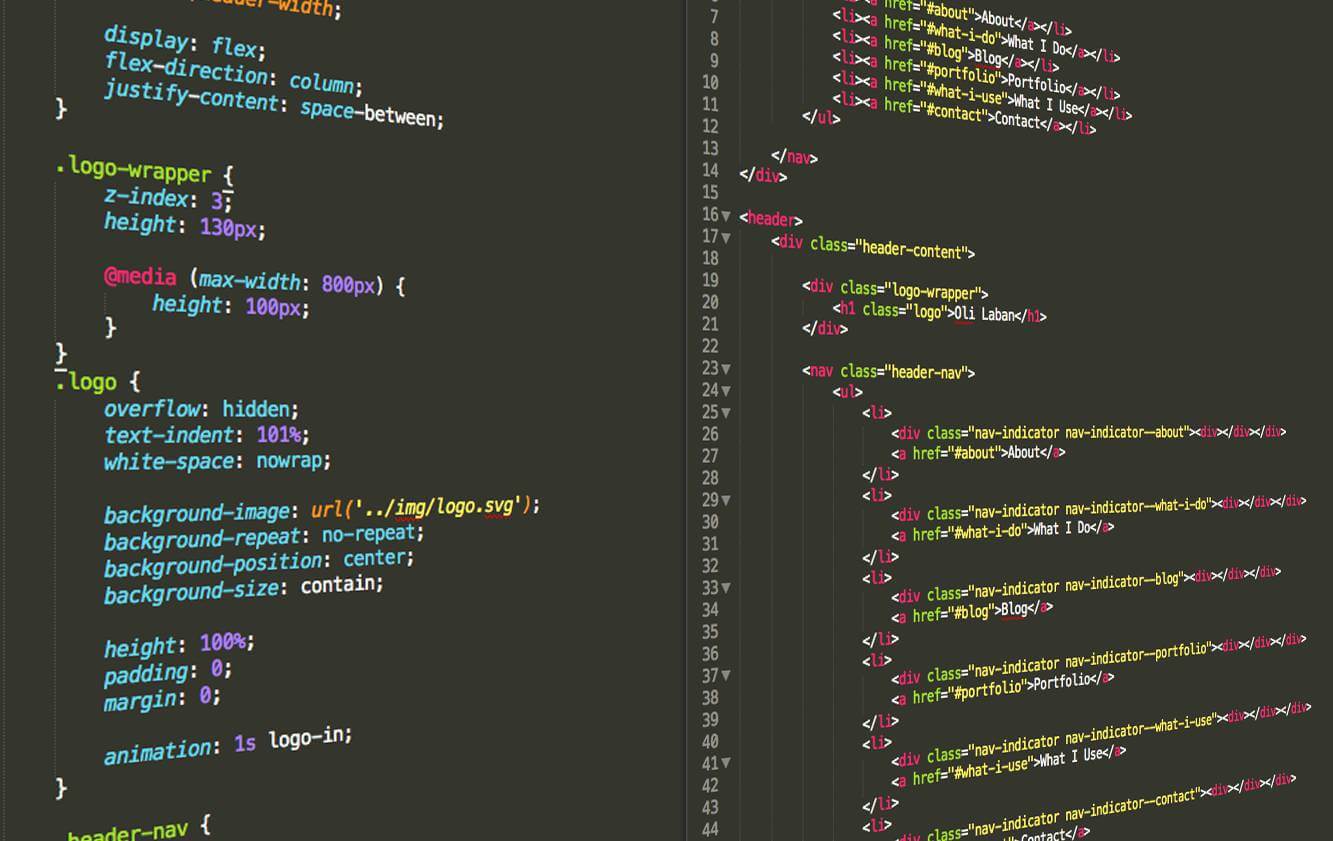 header-width;
display: flex;
flex-direction: column;
justify-content: space-between;
}
.logo-wrapper {
z-index: 3;
height: 130px;
@media (max-width: 800px) {
height: 100px;
}
}
.logo {
overflow: hidden;
text-indent: 101%;
white-space: nowrap;
background-image: url('../img/logo.svg');
background-repeat: no-repeat;
background-position: center;
background-size: contain;
height: 100%;
padding: 0;
margin: 0;
animation: 1s logo-in;
}
header-nav {
7 <li><a href="#about">About</a></li>
8 <li><a href="#what-i-do">What I Do</a></li>
9 <li><a href="#blog">Blog</a></li>
10 <li><a href="#portfolio">Portfolio</a></li>
11 <li><a href="#what-i-use">What I Use</a></li>
12 <li><a href="#contact">Contact</a></li>
</ul>
13
14 </nav>
15 </div>
16
17 <header>
18 <div class="header-content">
19
20 <div class="logo-wrapper">
21 <h1 class="logo">Oli Laban</h1>
22 </div>
23 <nav class="header-nav">
24 <ul>
25 <li>
26 <div class="nav-indicator nav-indicator--about"><div></div></div>
27 <a href="#about">About</a>
28 </li>
29 <li>
30 <div class="nav-indicator nav-indicator--what-i-do"><div></div></div>
31 <a href="#what-i-do">What I Do</a>
32 </li>
33 <li>
34 <div class="nav-indicator nav-indicator--blog"><div></div></div>
<a href="#blog">Blog</a>
35 </li>
36 <li>
37 <div class="nav-indicator nav-indicator--portfolio"><div></div></div>
38 <a href="#portfolio">Portfolio</a>
39 </li>
40 <li>
41 <div class="nav-indicator nav-indicator--what-i-use"><div></div></div>
42 <a href="#what-i-use">What I Use</a>
43 </li>
44 <li>
<div class="nav-indicator nav-indicator--contact"><div></div></div>
Contact</a>